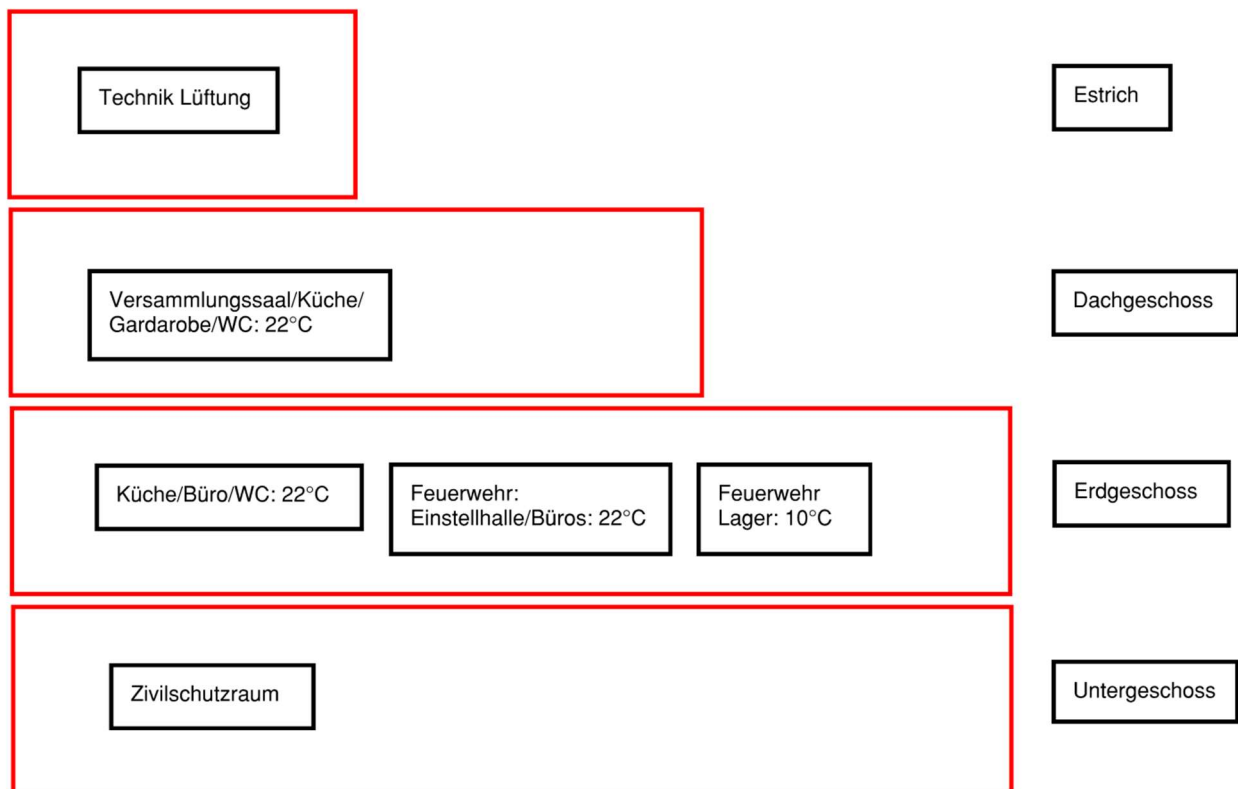 Technik Lüftung
Estrich
Versammlungssaal/Küche/
Gardarobe/WC: 22°C
Dachgeschoss
Küche/Büro/WC: 22°C
Feuerwehr:
Einstellhalle/Büros: 22°C
Feuerwehr
Lager: 10°C
Erdgeschoss
Zivilschutzraum
Untergeschoss